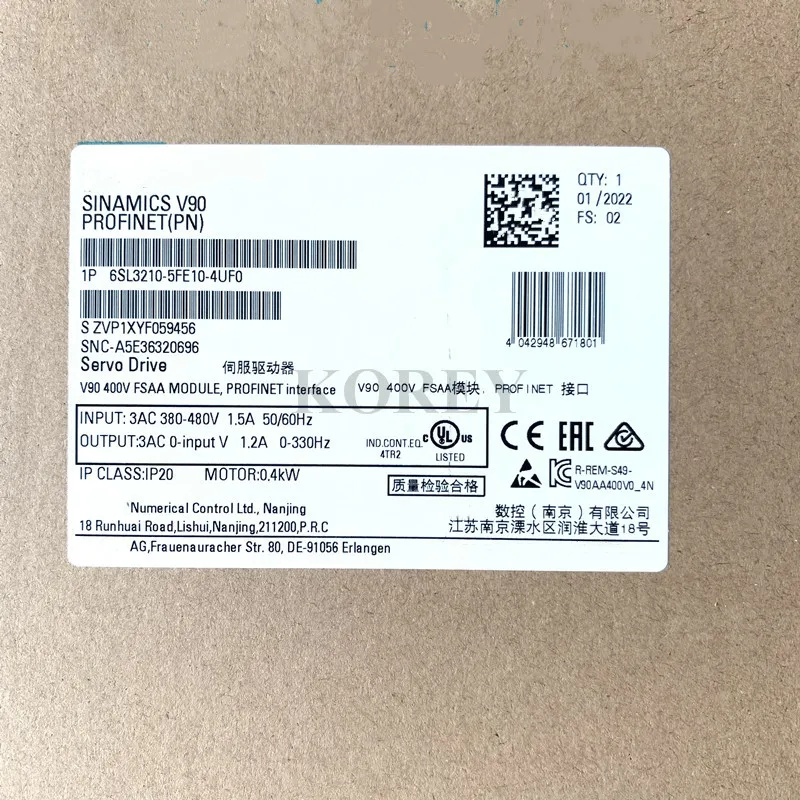 SINAMICS V90
PROFINET(PN)
QTY: 1
01 /2022
FS: 02
1P 6SL3210-5FE10-4UF0
S ZVP1XYF059456
SNC-A5E36320696
4 042948 671801
Servo Drive 伺服驱动器
V90 400V FSAA MODULE, PROFINET interface V90 400V FSAA模块, PROFINET 接口
KOREY
INPUT: 3AC 380-480V 1.5A 50/60Hz
OUTPUT:3AC 0-input V 1.2A 0-330Hz
IND.CONT.EQ.
4TR2
c UL us
LISTED
CE EAC
IP CLASS:IP20 MOTOR:0.4kW
质量检验合格
R-REM-S49-
V90AA400V0_4N
Numerical Control Ltd., Nanjing
数控(南京)有限公司
18 Runhuai Road,Lishui,Nanjing,211200,P.R.C
江苏南京溧水区润淮大道18号
AG,Frauenauracher Str. 80, DE-91056 Erlangen